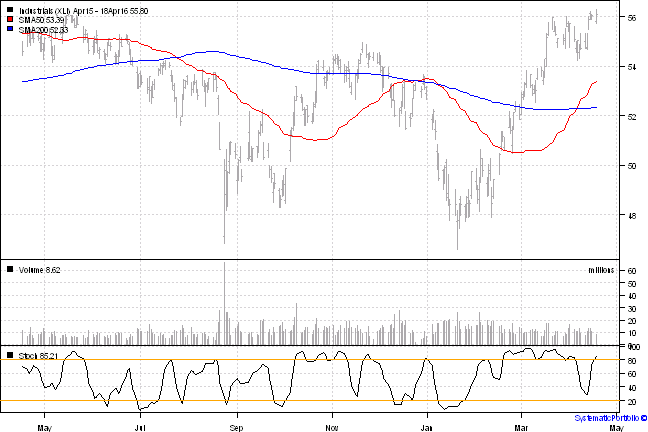 Industrials (XLI) Apr15 - 18Apr16 55.80
SMA50 53.39
SMA200 52.33
56
54
52
50
48
Volume 8.62
millions
60
50
40
30
20
10
0
Stoch 85.21
100
80
60
40
20
May Jul Sep Nov Jan Mar May
SystematicPortfolio ©